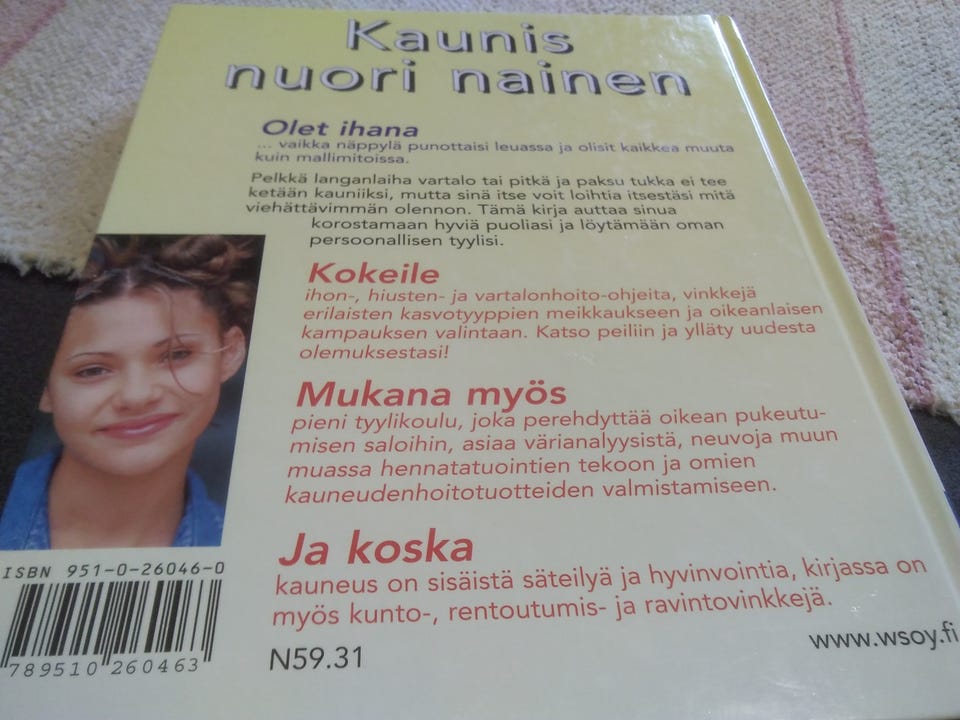 Kaunis
nuori nainen
Olet ihana
... vaikka näppylä punottaisi leuassa ja olisit kaikkea muuta
kuin mallimitoissa.
Pelkkä langanlaiha vartalo tai pitkä ja paksu tukka ei tee
ketään kauniiksi, mutta sinä itse voit loihtia itsestäsi mitä
viehättävimmän olennon. Tämä kirja auttaa sinua
korostamaan hyviä puoliasi ja löytämään oman
persoonallisen tyylisi.
Kokeile
ihon-, hiusten- ja vartalonhoito-ohjeita, vinkkejä
erilaisten kasvotyyppien meikkaukseen ja oikeanlaisen
kampauksen valintaan. Katso peiliin ja ylläty uudesta
olemuksestasi!
Mukana myös
pieni tyylikoulu, joka perehdyttää oikean pukeutu-
misen saloihin, asiaa värianalyysistä, neuvoja muun
muassa hennatatuointien tekoon ja omien
kauneudenhoitotuotteiden valmistamiseen.
Ja koska
kauneus on sisäistä säteilyä ja hyvinvointia, kirjassa on
myös kunto-, rentoutumis- ja ravintovinkkejä.
ISBN 951-0-26046-0
789510 260463
N59.31
www.wsoy.fi